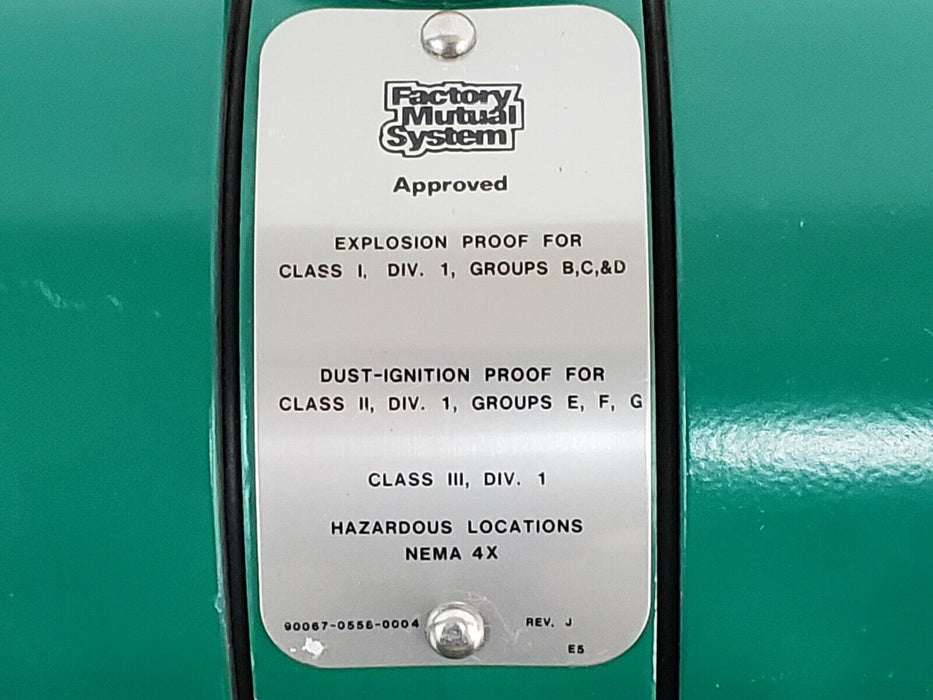 Factory
Mutual
System
Approved
EXPLOSION PROOF FOR
CLASS I, DIV. 1, GROUPS B,C,&D
DUST-IGNITION PROOF FOR
CLASS II, DIV. 1, GROUPS E, F, G
CLASS III, DIV. 1
HAZARDOUS LOCATIONS
NEMA 4X
90067-0558-0004 REV. J
E5